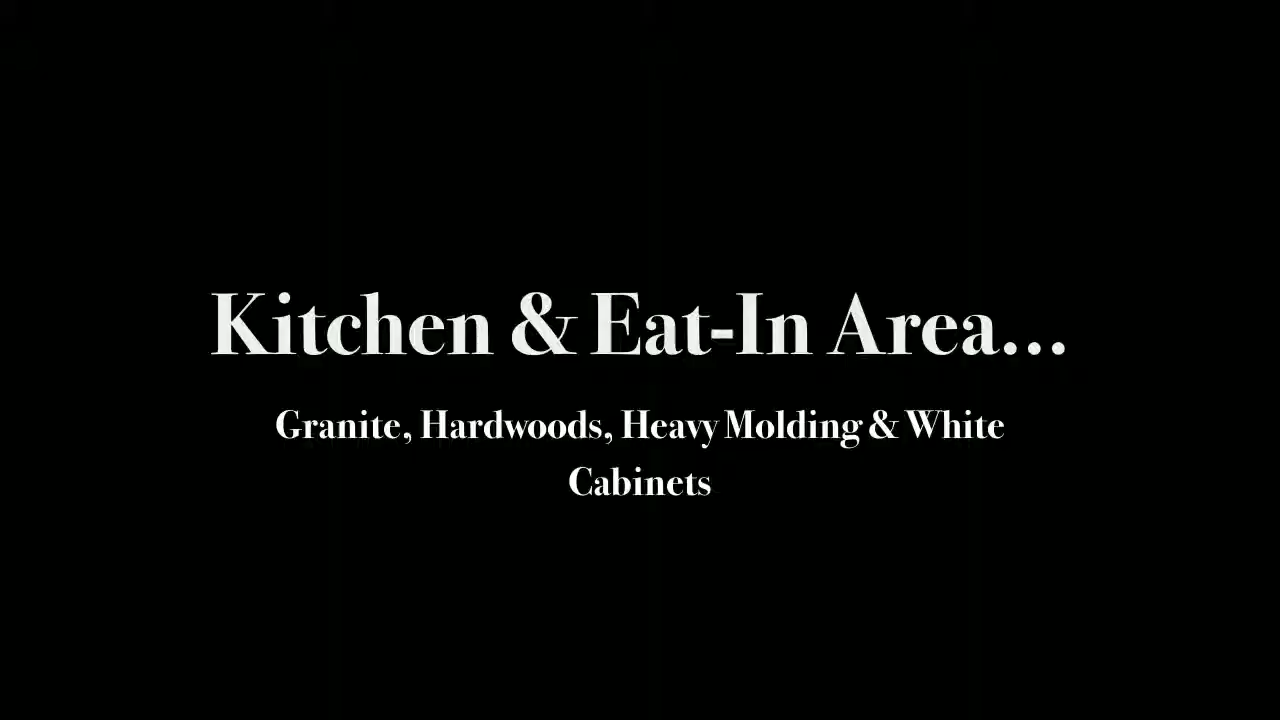 Kitchen & Eat-In Area...
Granite, Hardwoods, Heavy Molding & White
Cabinets